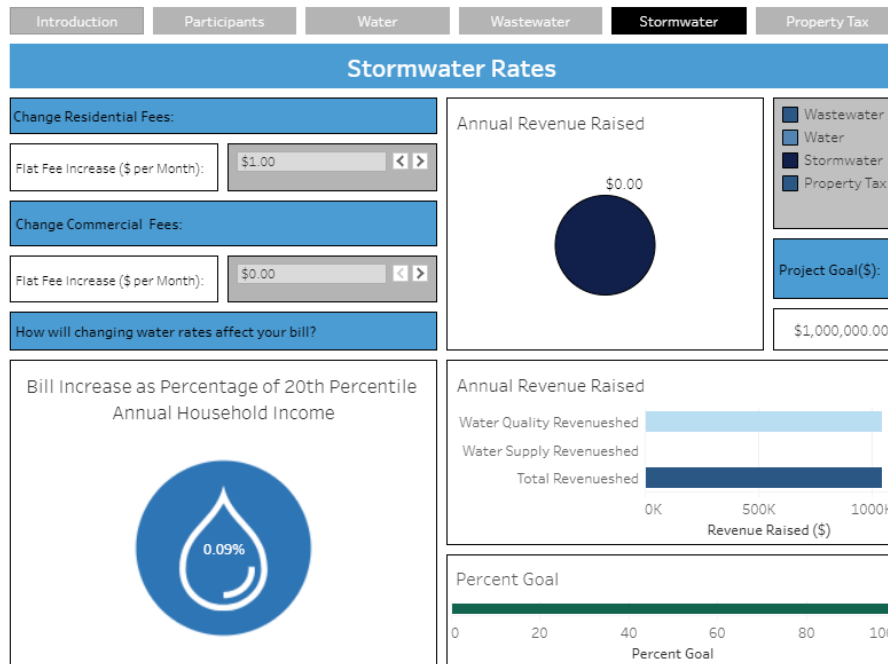 Introduction
Participants
Water
Wastewater
Stormwater
Property Tax
Stormwater Rates
Change Residential Fees:
Flat Fee Increase ($ per Month):
$1.00
Change Commercial  Fees:
Flat Fee Increase ($ per Month):
$0.00
How will changing water rates affect your bill?
Annual Revenue Raised
$0.00
Wastewater
Water
Stormwater
Property Tax
Project Goal($):
$1,000,000.00
Bill Increase as Percentage of 20th Percentile
Annual Household Income
0.09%
Annual Revenue Raised
Water Quality Revenueshed
Water Supply Revenueshed
Total Revenueshed
0K 500K 1000K
Revenue Raised ($)
Percent Goal
0 20 40 60 80
Percent Goal